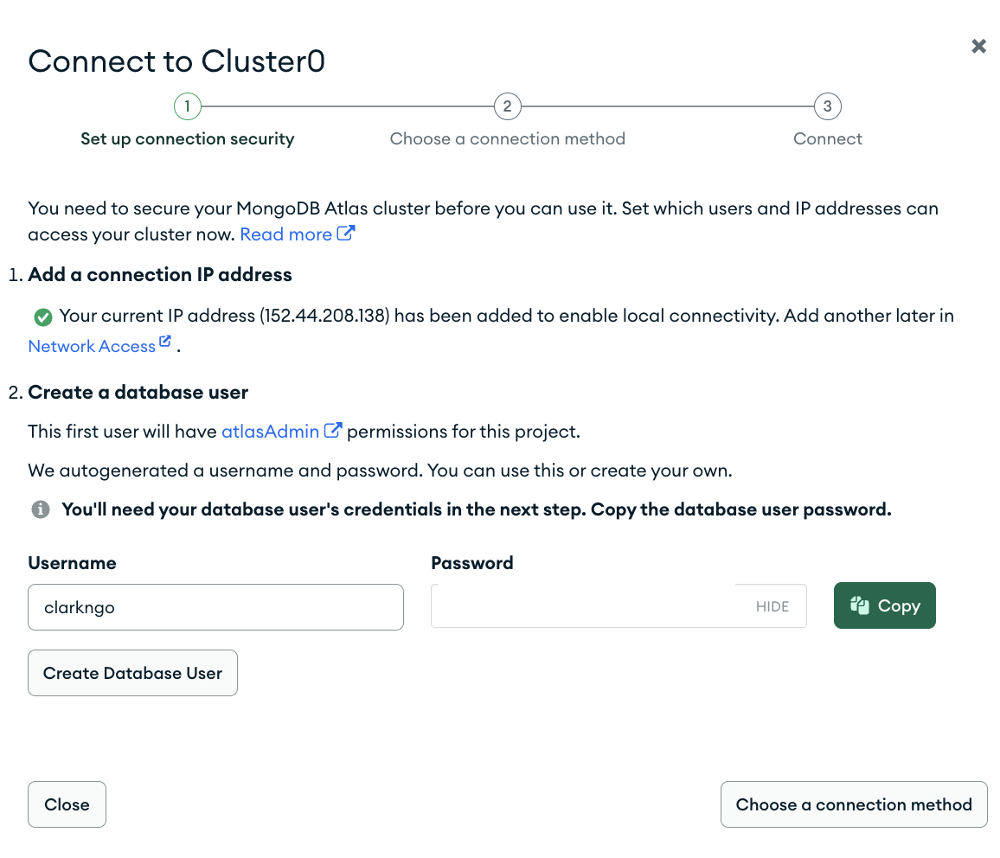 Connect to Cluster0
1
2
3
Set up connection security
Choose a connection method
Connect
You need to secure your MongoDB Atlas cluster before you can use it. Set which users and IP addresses can
access your cluster now. Read more
1. Add a connection IP address
Your current IP address (152.44.208.138) has been added to enable local connectivity. Add another later in
Network Access .
2. Create a database user
This first user will have atlasAdmin permissions for this project.
We autogenerated a username and password. You can use this or create your own.
You'll need your database user's credentials in the next step. Copy the database user password.
Username
Password
clarkngo
HIDE
Copy
Create Database User
Close
Choose a connection method